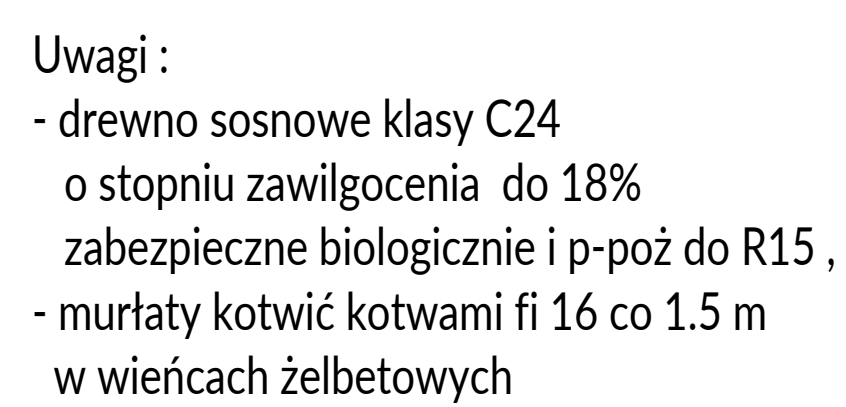 Uwagi :
- drewno sosnowe klasy C24
o stopniu zawilgocenia do 18%
zabezpieczne biologicznie i p-poż do R15 ,
- murłaty kotwić kotwami fi 16 co 1.5 m
w wieńcach żelbetowych